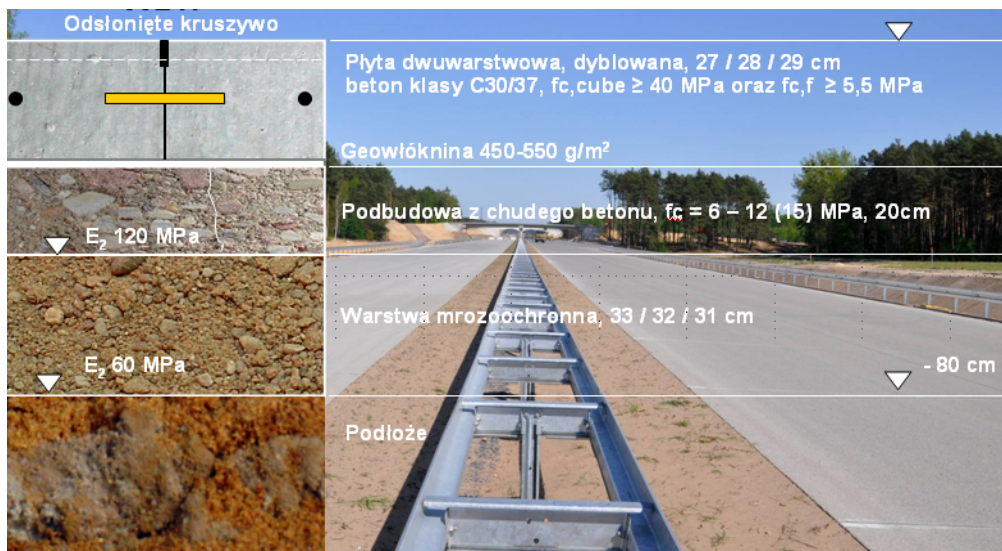 Odsłonięte kruszywo
Płyta dwuwarstwowa, dyblowana, 27 / 28 / 29 cm
beton klasy C30/37, fc,cube ≥ 40 MPa oraz fc,f ≥ 5,5 MPa
Geowłóknina 450-550 g/m²
Podbudowa z chudego betonu, fc = 6 – 12 (15) MPa, 20cm
E₂ 120 MPa
Warstwa mrozoochronna, 33 / 32 / 31 cm
E₂ 60 MPa
- 80 cm
Podłoże